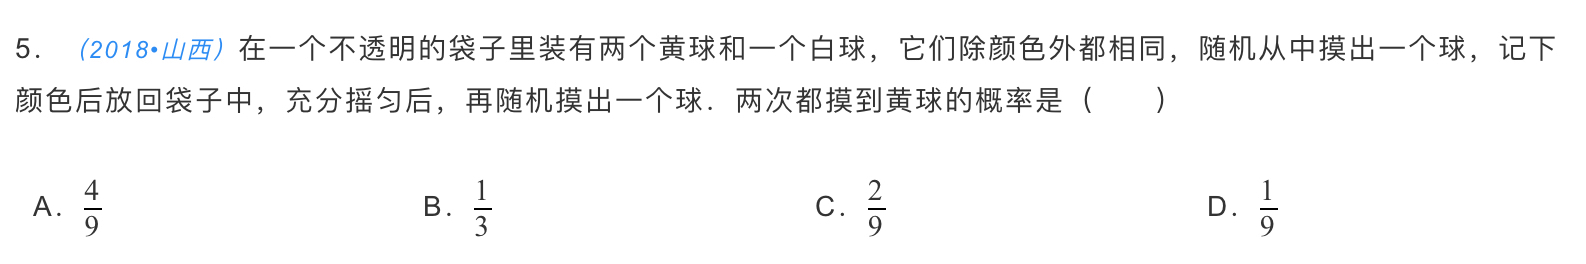 5. （2018•山西）在一个不透明的袋子里装有两个黄球和一个白球，它们除颜色外都相同，随机从中摸出一个球，记下
颜色后放回袋子中，充分摇匀后，再随机摸出一个球．两次都摸到黄球的概率是（　　）
A. 4/9 B. 1/3 C. 2/9 D. 1/9